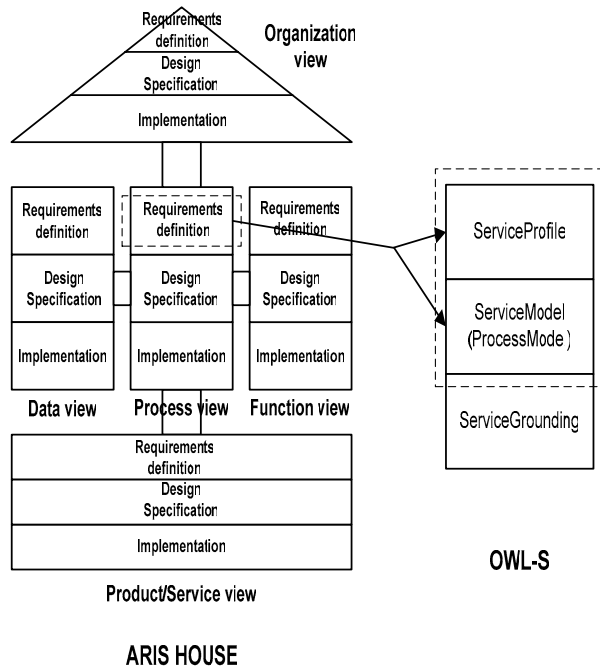 Requirements
definition
Design
Specification
Implementation
Organization
view
Requirements
definition
Design
Specification
Implementation
Data view
Requirements
definition
Design
Specification
Implementation
Process view
Requirements
definition
Design
Specification
Implementation
Function view
Requirements
definition
Design
Specification
Implementation
Product/Service view
ARIS HOUSE
ServiceProfile
ServiceModel
(ProcessMode )
ServiceGrounding
OWL-S